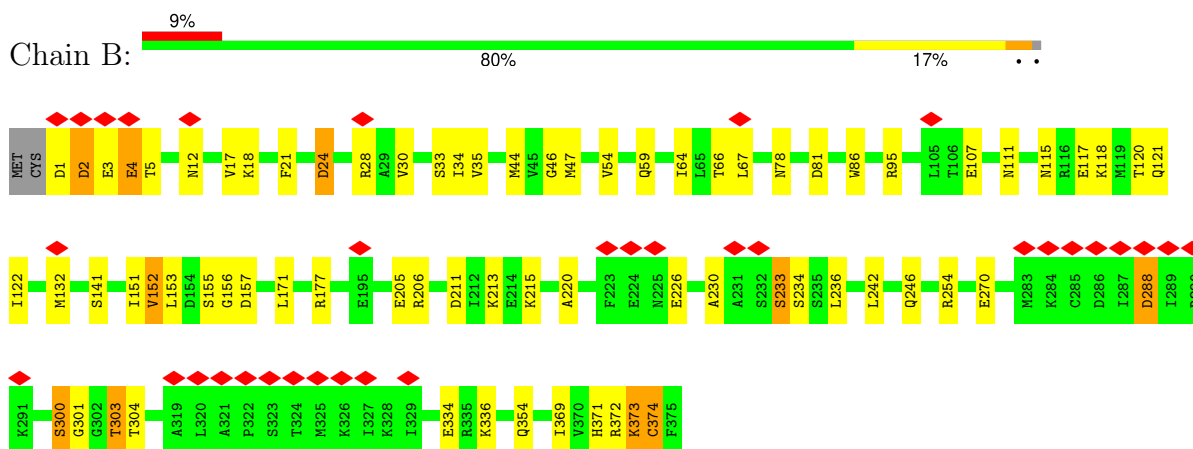 9%
Chain B:
80% 17% • •
MET CYS D1 D2 E3 E4 T5 N12 V17 K18 F21 D24 R28 A29 V30 S33 I34 V35 M44 V45 G46 M47 V54 Q59 I64 L65 T66 L67 N78 D81 W86 R95 L105 T106 E107 N111 N115 R116 E117 K118 M119 T120 Q121
I122 M132 S141 I151 V152 L153 D154 S155 G156 D157 L171 R177 E195 E205 R206 D211 I212 K213 E214 K215 A220 F223 E224 N225 E226 A230 A231 S232 S233 S234 S235 L236 L242 Q246 R254 E270 M283 K284 C285 D286 I287 D288 I289
K291 S300 G301 G302 T303 T304 A319 L320 A321 P322 S323 T324 M325 K326 I327 K328 I329 E334 R335 K336 Q354 I369 V370 H371 R372 K373 C374 F375